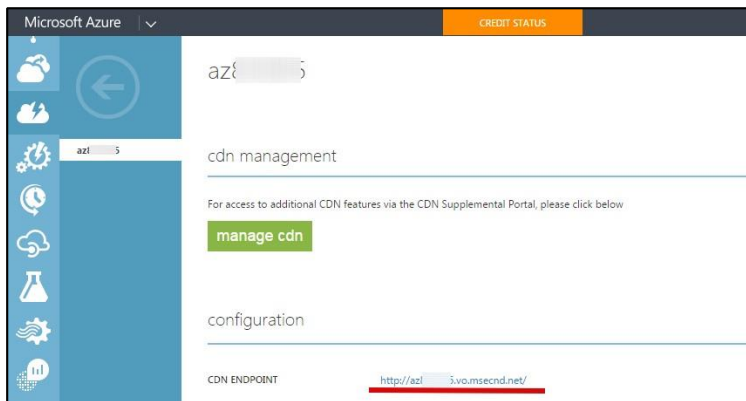 Microsoft Azure
CREDIT STATUS
cdn management
For access to additional CDN features via the CDN Supplemental Portal, please click below
manage cdn
configuration
CDN ENDPOINT